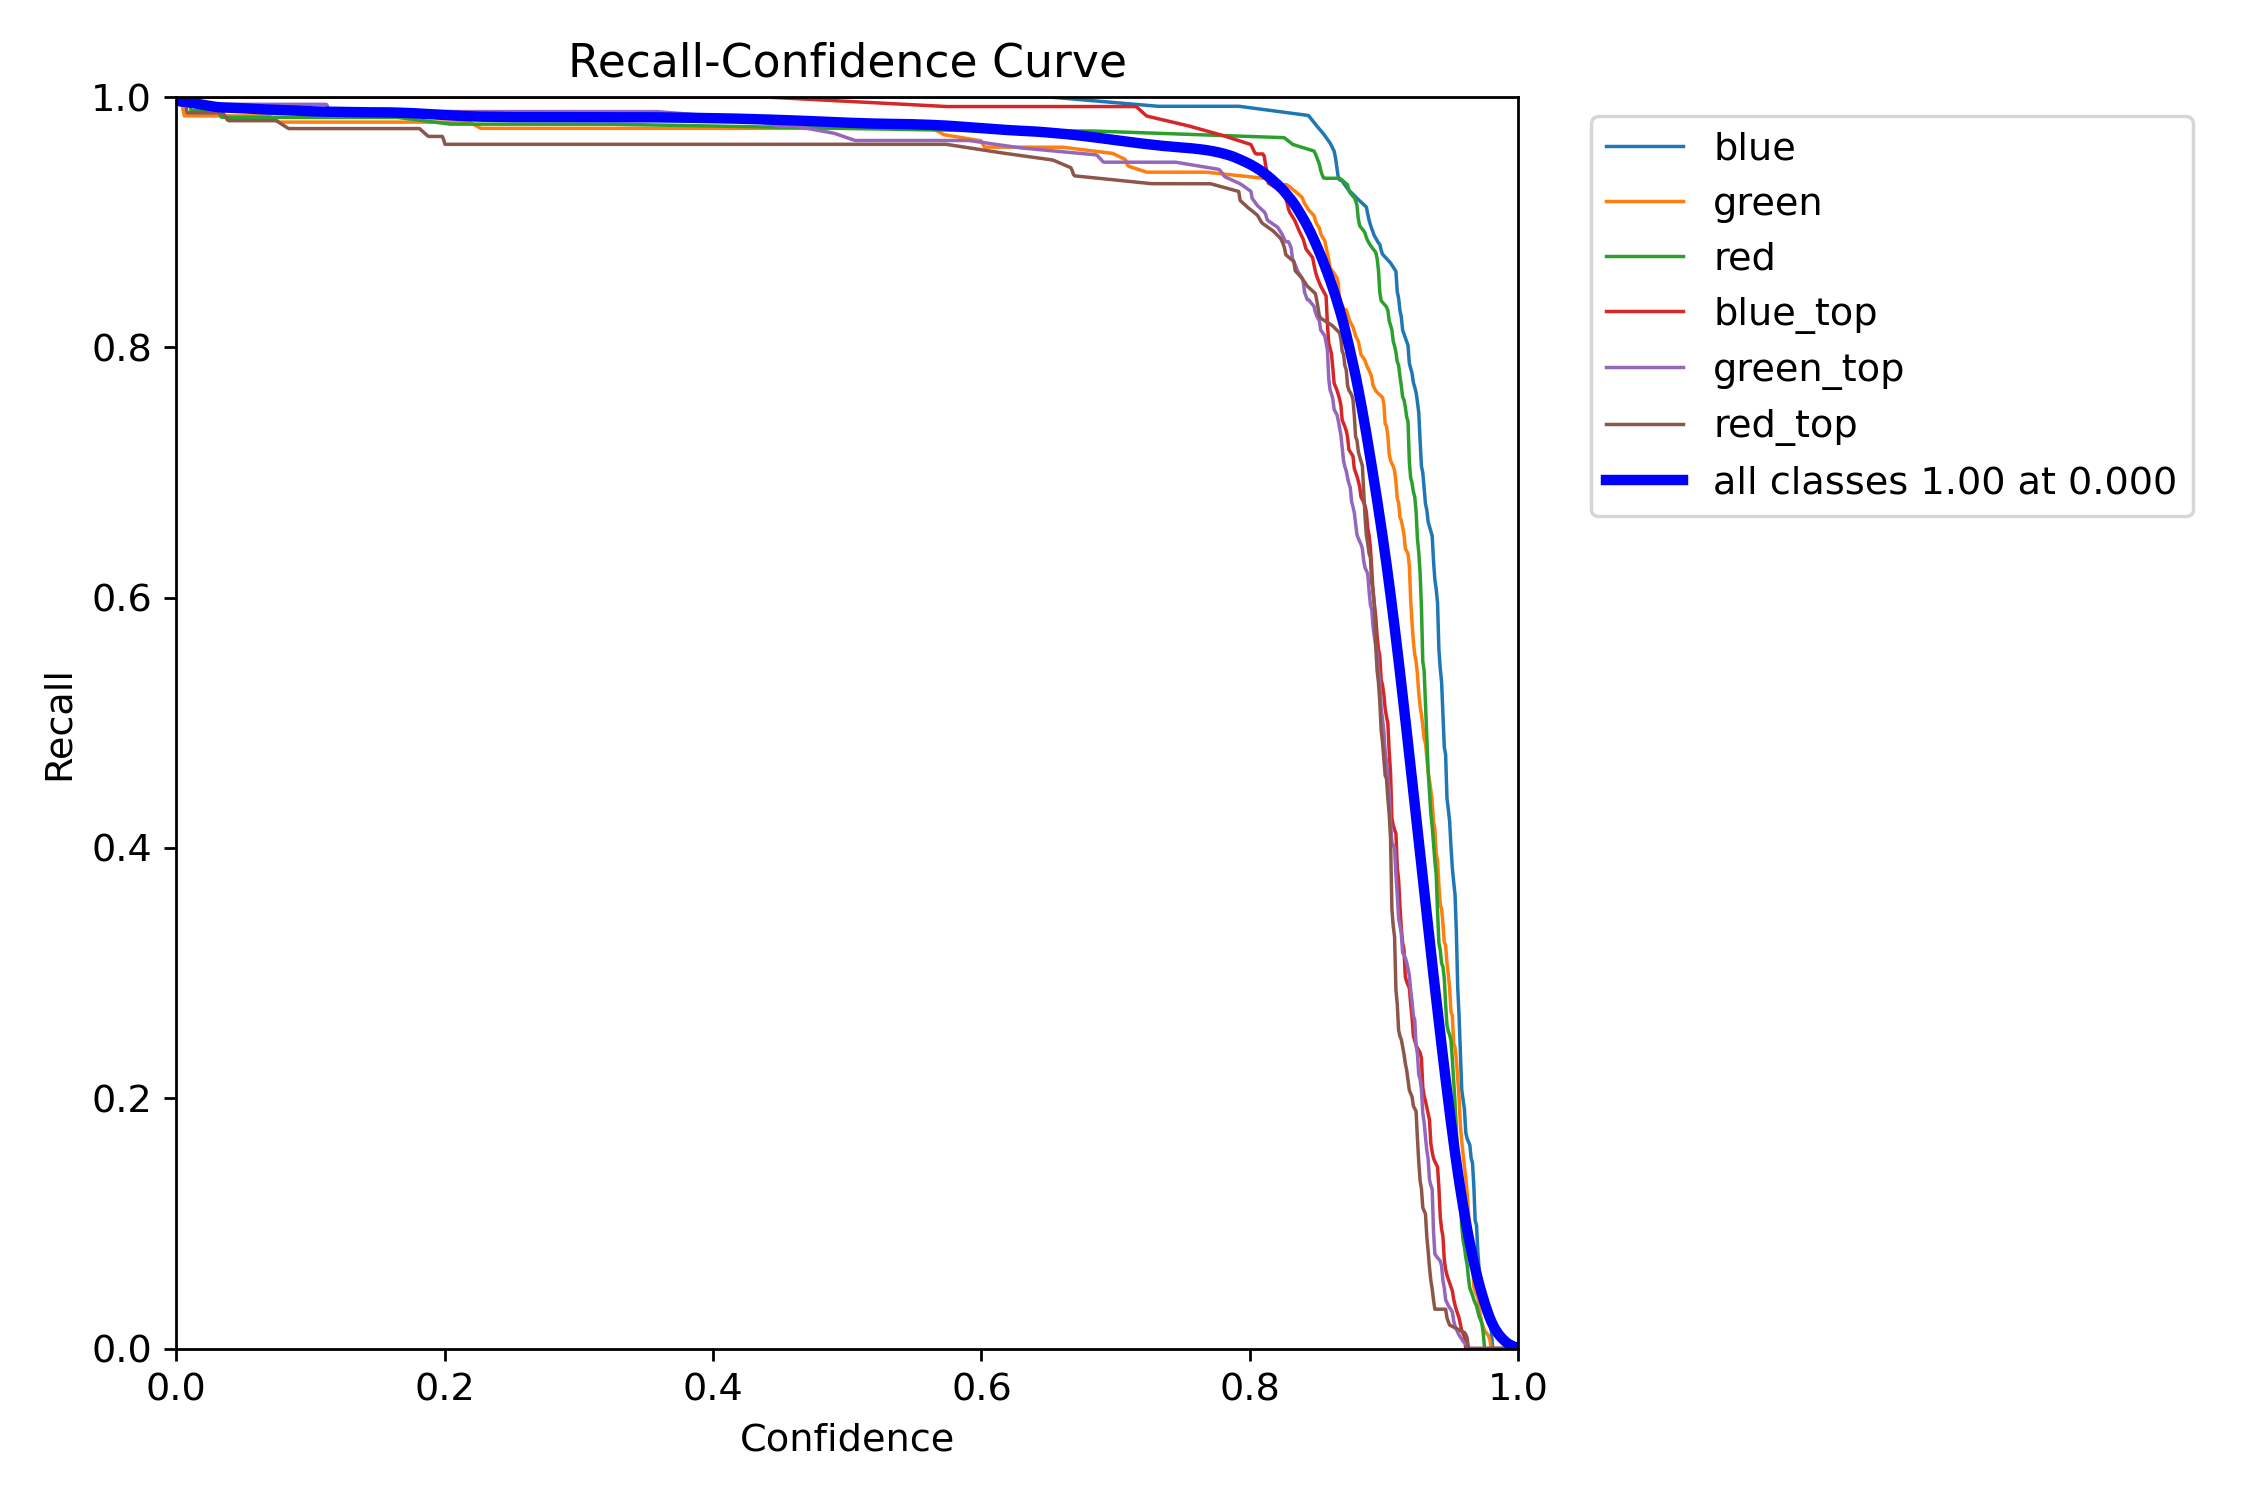 Recall-Confidence Curve
1.0
0.8
0.6
0.4
0.2
0.0
Recall
0.0 0.2 0.4 0.6 0.8 1.0
Confidence
blue
green
red
blue_top
green_top
red_top
all classes 1.00 at 0.000